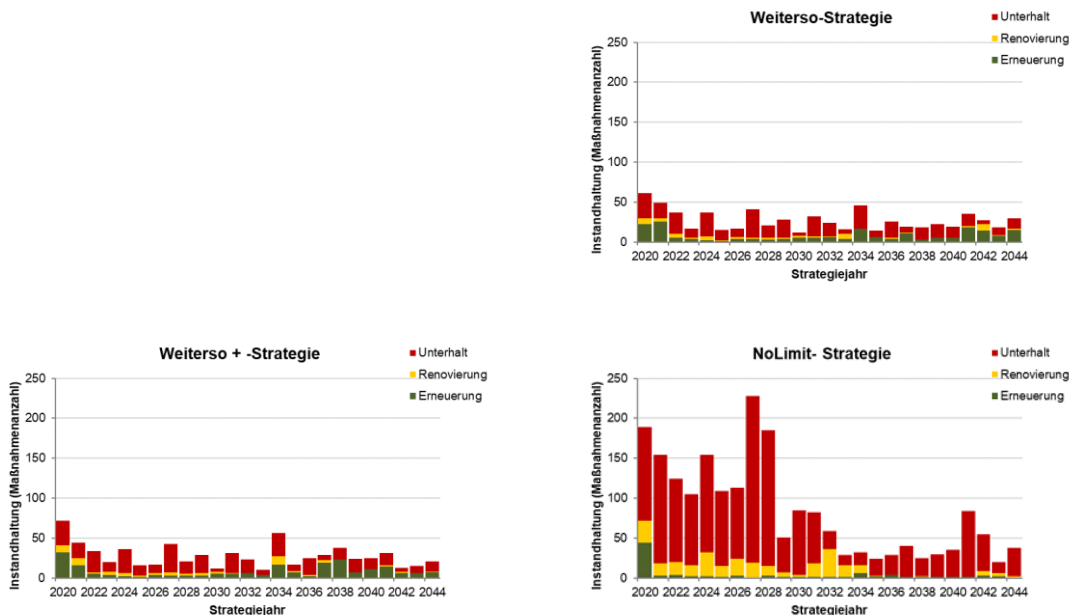 Weiterso-Strategie
Unterhalt
Renovierung
Erneuerung
Instandhaltung (Maßnahmenanzahl)
250
200
150
100
50
0
2020 2022 2024 2026 2028 2030 2032 2034 2036 2038 2040 2042 2044
Strategiejahr
Weiterso + -Strategie
Unterhalt
Renovierung
Erneuerung
Instandhaltung (Maßnahmenanzahl)
250
200
150
100
50
0
2020 2022 2024 2026 2028 2030 2032 2034 2036 2038 2040 2042 2044
Strategiejahr
NoLimit- Strategie
Unterhalt
Renovierung
Erneuerung
Instandhaltung (Maßnahmenanzahl)
250
200
150
100
50
0
2020 2022 2024 2026 2028 2030 2032 2034 2036 2038 2040 2042 2044
Strategiejahr